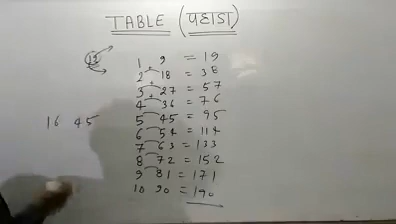 TABLE (पहाडा)
19
1 9 = 19
2 18 = 38
3 27 = 57
4 36 = 76
5 45 = 95
6 54 = 114
7 63 = 133
8 72 = 152
9 81 = 171
10 90 = 190
16 45